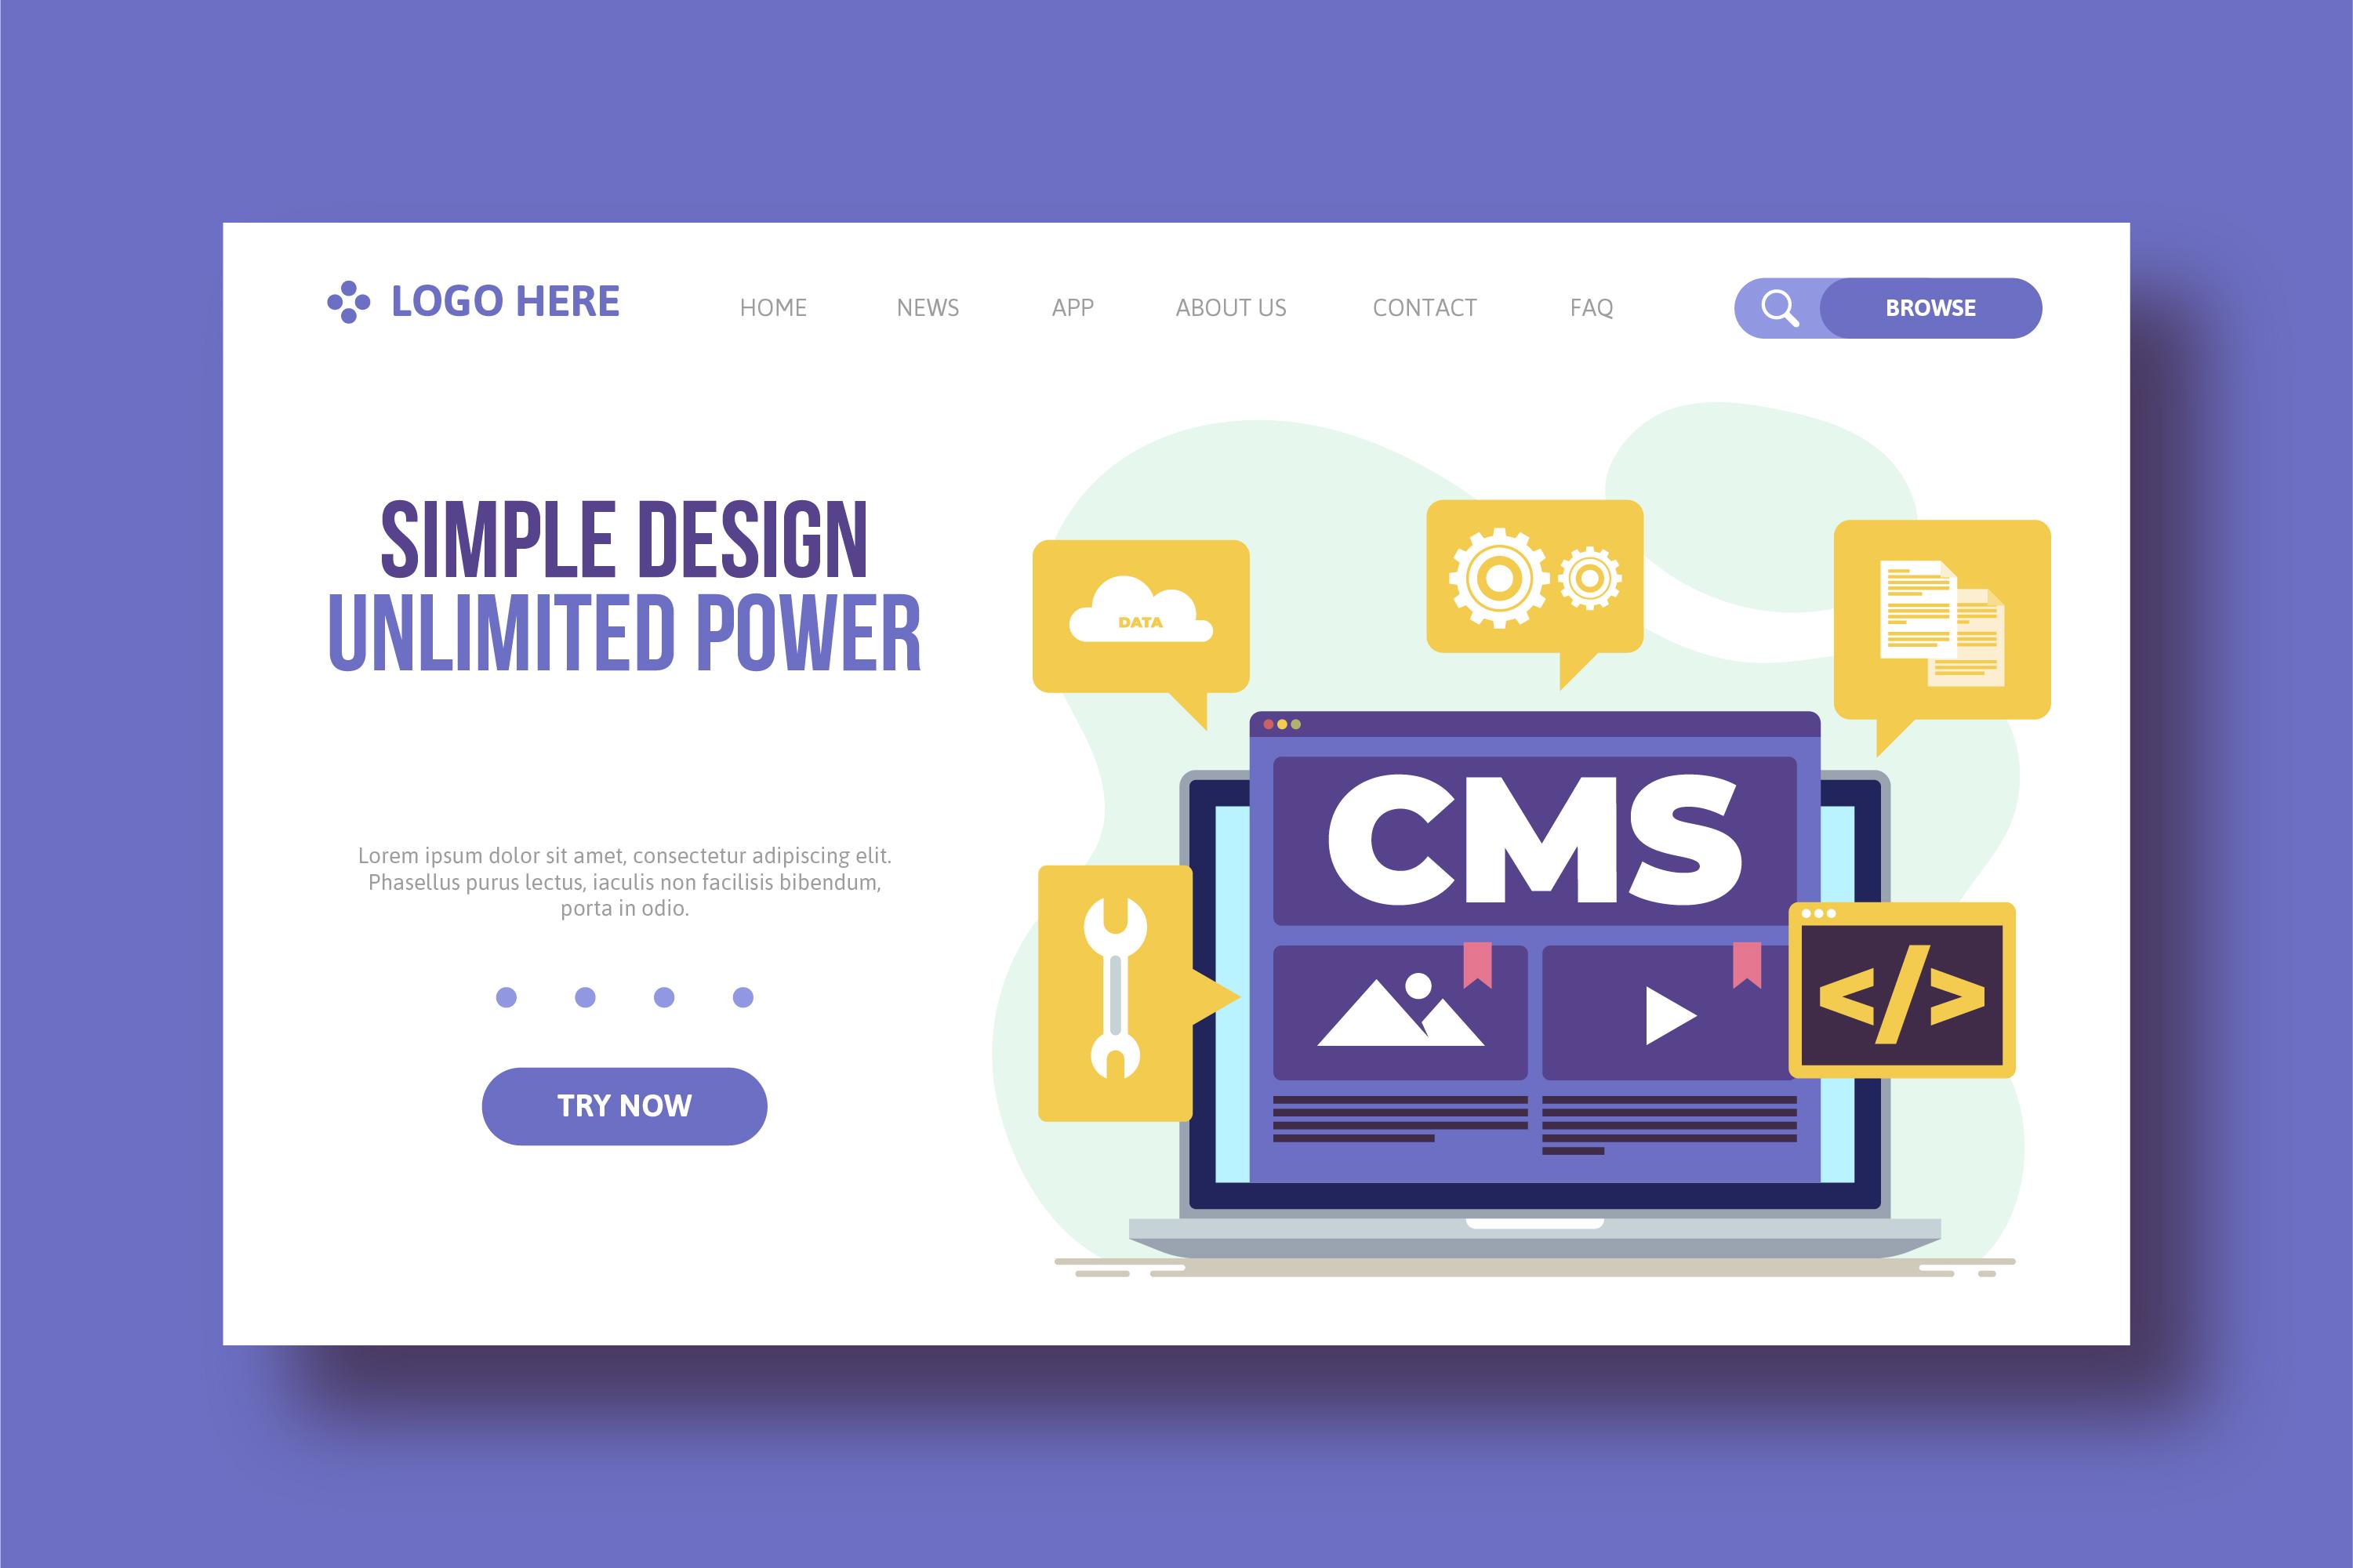 LOGO HERE
HOME
NEWS
APP
ABOUT US
CONTACT
FAQ
BROWSE
SIMPLE DESIGN
UNLIMITED POWER
Lorem ipsum dolor sit amet, consectetur adipiscing elit.
Phasellus purus lectus, iaculis non facilisis bibendum,
porta in odio.
TRY NOW
DATA
CMS
</>